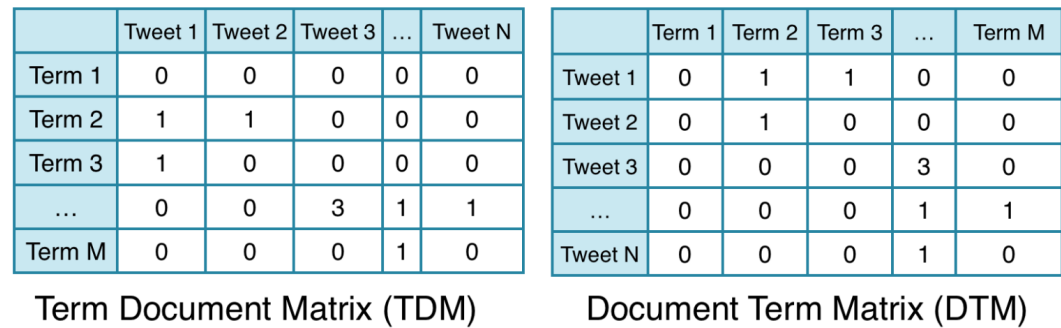 Tweet 1 Tweet 2 Tweet 3 … Tweet N
Term 1 0 0 0 0 0
Term 2 1 1 0 0 0
Term 3 1 0 0 0 0
… 0 0 3 1 1
Term M 0 0 0 1 0
Term Document Matrix (TDM)
Term 1 Term 2 Term 3 … Term M
Tweet 1 0 1 1 0 0
Tweet 2 0 1 0 0 0
Tweet 3 0 0 0 3 0
… 0 0 0 1 1
Tweet N 0 0 0 1 0
Document Term Matrix (DTM)